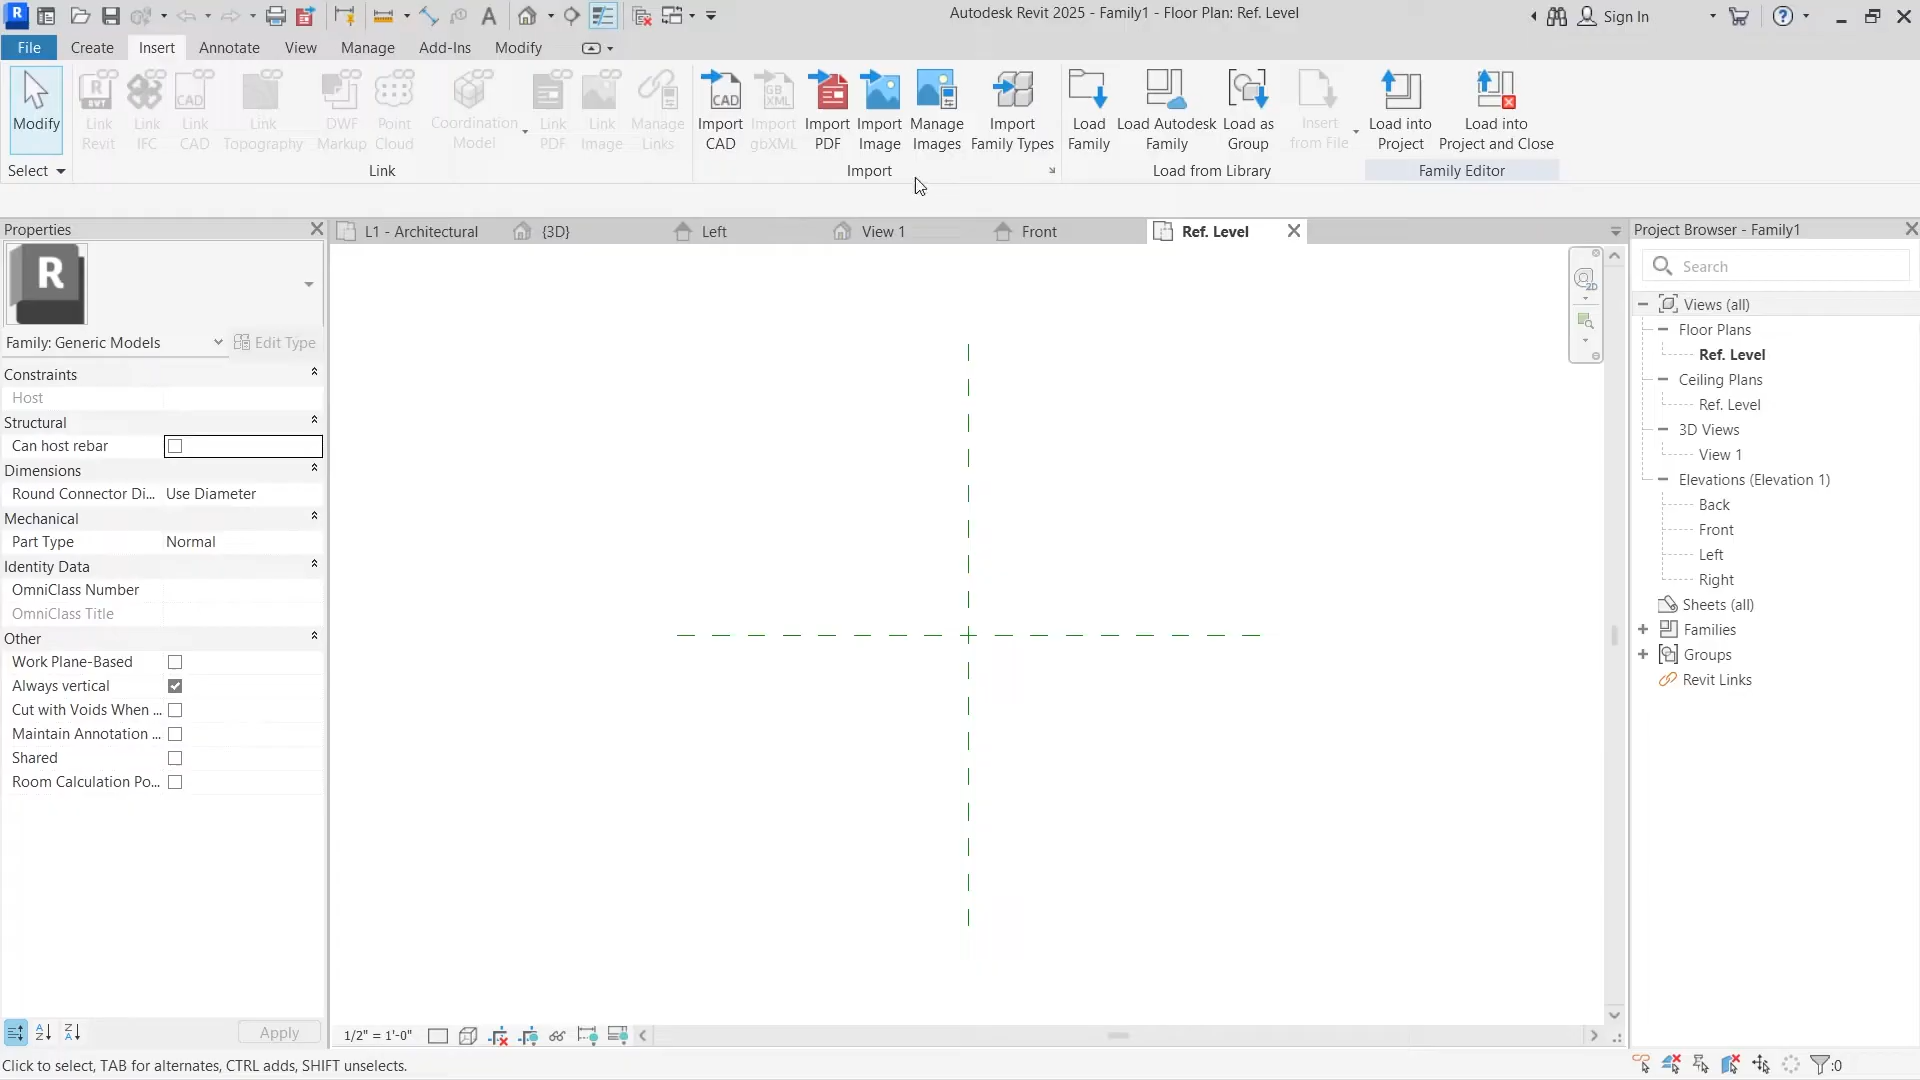 Autodesk Revit 2025 - Family1 - Floor Plan: Ref. Level
Sign In
File
Create
Insert
Annotate
View
Manage
Add-Ins
Modify
Modify
Link
Revit
Link
IFC
Link
CAD
Link
Topography
DWF
Markup
Point
Cloud
Coordination
Model
Link
PDF
Link
Image
Manage
Links
Import
CAD
Import
gbXML
Import
PDF
Import
Image
Manage
Images
Import
Family Types
Load
Family
Load Autodesk
Family
Load as
Group
Insert
from File
Load into
Project
Load into
Project and Close
Select
Link
Import
Load from Library
Family Editor
Properties
L1 - Architectural
{3D}
Left
View 1
Front
Ref. Level
Project Browser - Family1
Search
Family: Generic Models
Edit Type
Constraints
Host
Structural
Can host rebar
Dimensions
Round Connector Di... Use Diameter
Mechanical
Part Type Normal
Identity Data
OmniClass Number
OmniClass Title
Other
Work Plane-Based
Always vertical
Cut with Voids When ...
Maintain Annotation ...
Shared
Room Calculation Po...
Apply
Views (all)
Floor Plans
Ref. Level
Ceiling Plans
Ref. Level
3D Views
View 1
Elevations (Elevation 1)
Back
Front
Left
Right
Sheets (all)
Families
Groups
Revit Links
1/2" = 1'-0"
Click to select, TAB for alternates, CTRL adds, SHIFT unselects.
:0